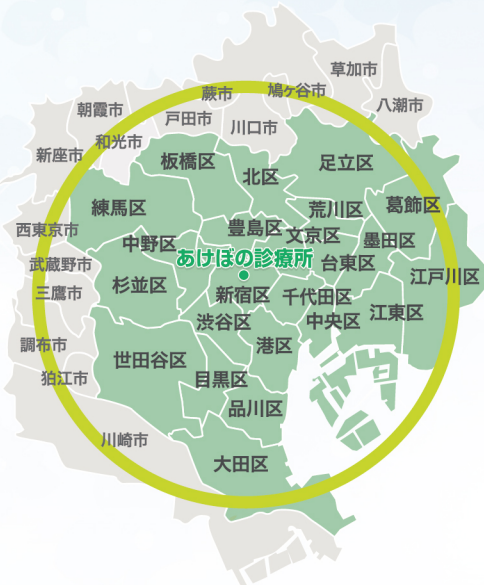 草加市
蕨市
鳩ヶ谷市
八潮市
朝霞市
戸田市
川口市
和光市
新座市
板橋区
足立区
北区
練馬区
荒川区
葛飾区
西東京市
豊島区
文京区
中野区
墨田区
あけぼの診療所
武蔵野市
台東区
江戸川区
杉並区
三鷹市
新宿区
千代田区
江東区
渋谷区
中央区
調布市
港区
世田谷区
狛江市
目黒区
品川区
川崎市
大田区